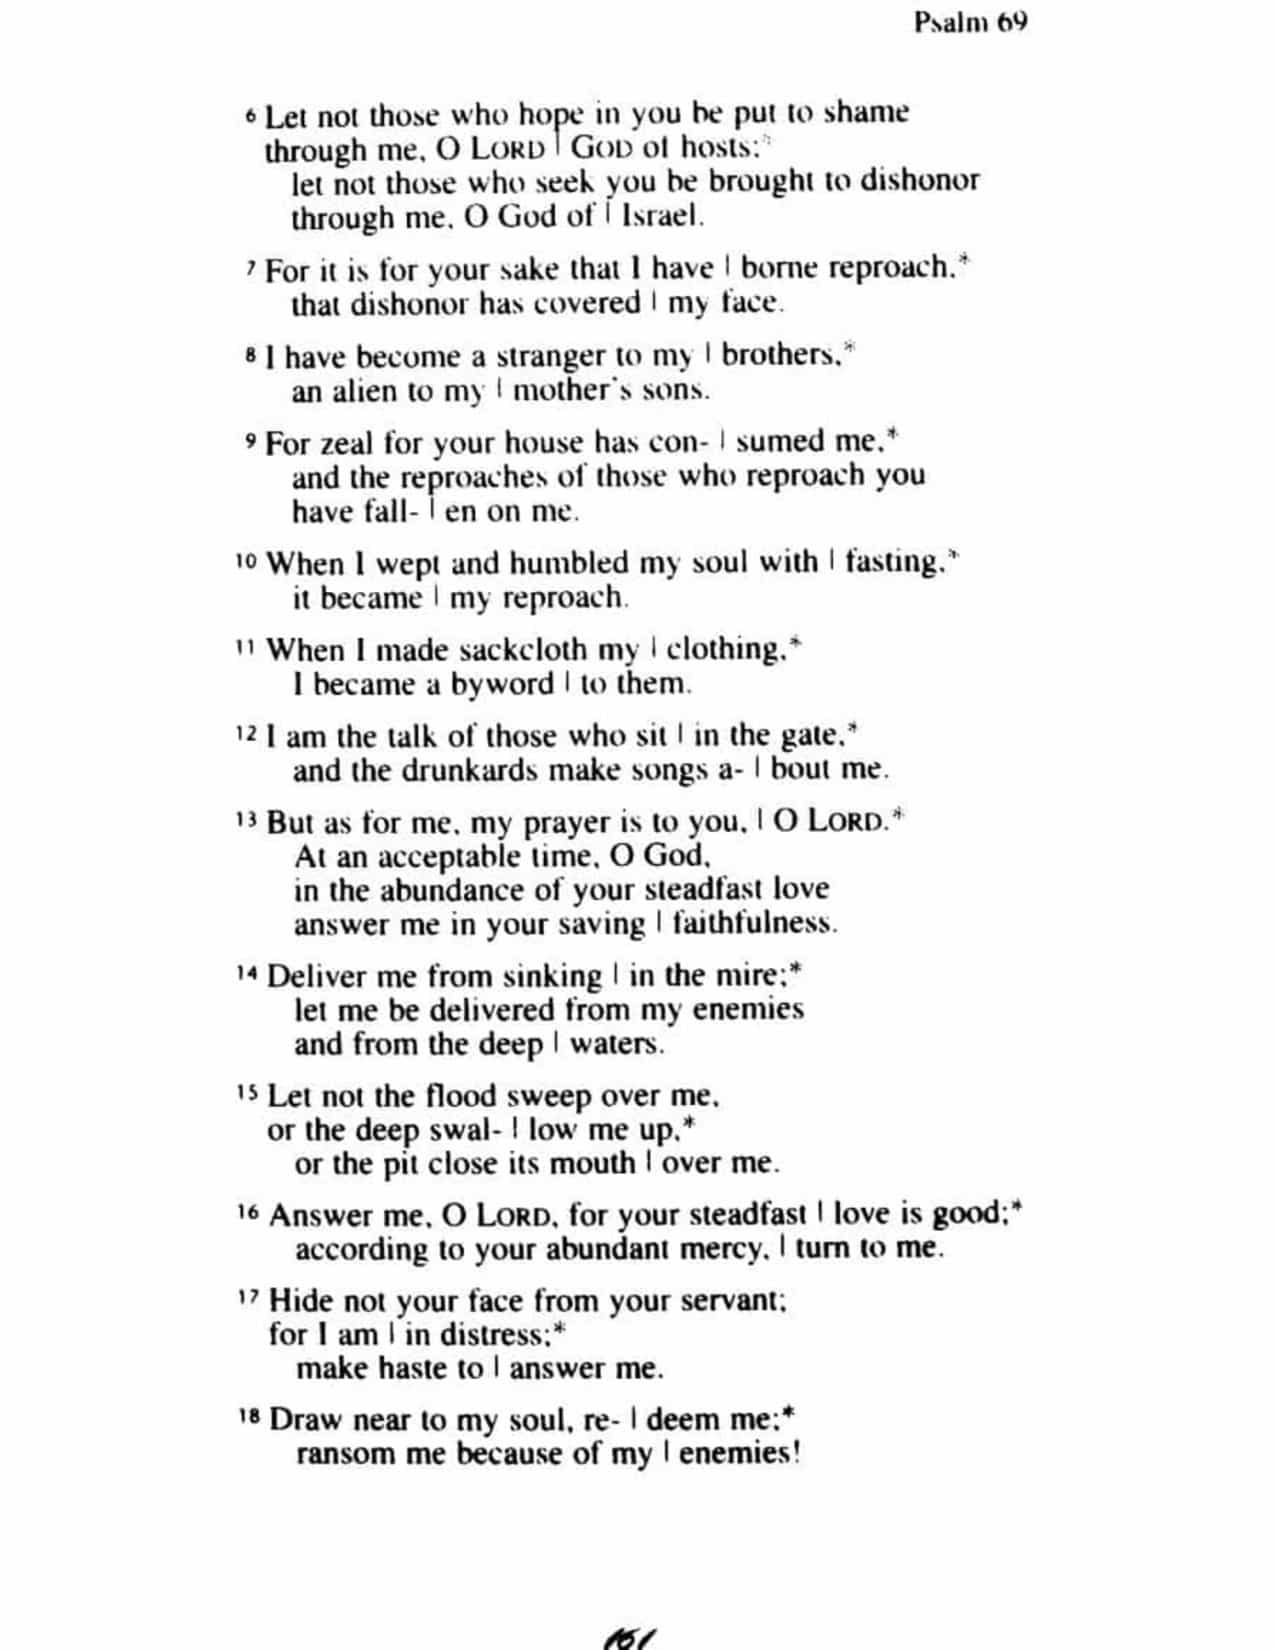 Psalm 69
6 Let not those who hope in you be put to shame
through me, O LORD | GOD of hosts;*
let not those who seek you be brought to dishonor
through me, O God of | Israel.
7 For it is for your sake that I have | borne reproach,*
that dishonor has covered | my face.
8 I have become a stranger to my | brothers,*
an alien to my | mother's sons.
9 For zeal for your house has con- | sumed me,*
and the reproaches of those who reproach you
have fall- | en on me.
10 When I wept and humbled my soul with | fasting,*
it became | my reproach.
11 When I made sackcloth my | clothing,*
I became a byword | to them.
12 I am the talk of those who sit | in the gate,*
and the drunkards make songs a- | bout me.
13 But as for me, my prayer is to you, | O LORD.*
At an acceptable time, O God,
in the abundance of your steadfast love
answer me in your saving | faithfulness.
14 Deliver me from sinking | in the mire;*
let me be delivered from my enemies
and from the deep | waters.
15 Let not the flood sweep over me,
or the deep swal- | low me up,*
or the pit close its mouth | over me.
16 Answer me, O LORD, for your steadfast | love is good;*
according to your abundant mercy, | turn to me.
17 Hide not your face from your servant;
for I am | in distress;*
make haste to | answer me.
18 Draw near to my soul, re- | deem me;*
ransom me because of my | enemies!
161